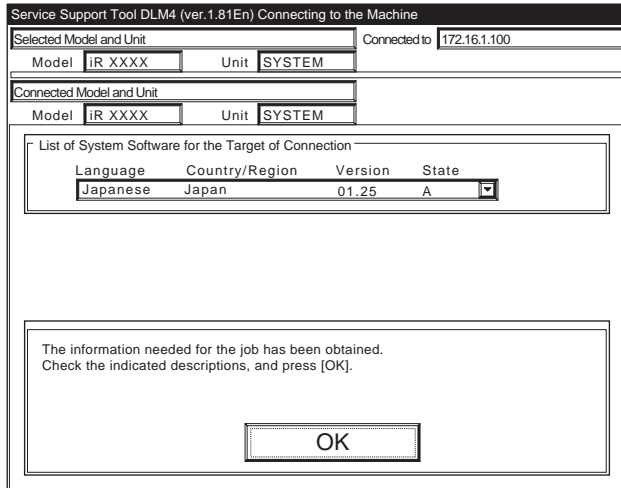 Service Support Tool DLM4 (ver.1.81En) Connecting to the Machine
Selected Model and Unit Connected to 172.16.1.100
Model iR XXXX Unit SYSTEM
Connected Model and Unit
Model iR XXXX Unit SYSTEM
List of System Software for the Target of Connection
Language Country/Region Version State
Japanese Japan 01.25 A
The information needed for the job has been obtained.
Check the indicated descriptions, and press [OK].
OK